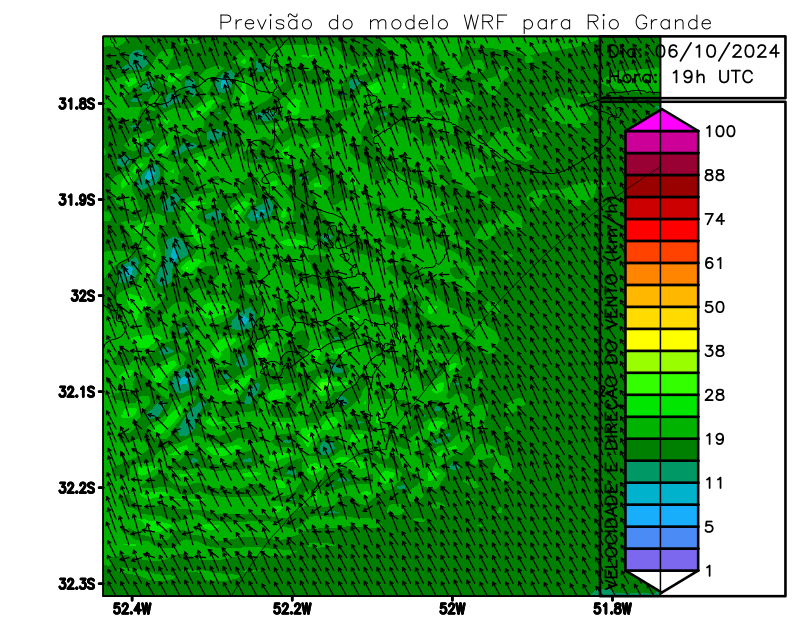 Previsão do modelo WRF para Rio Grande
Dia: 06/10/2024
Hora: 19h UTC
31.8S
31.9S
32S
32.1S
32.2S
32.3S
52.4W
52.2W
52W
51.8W
VELOCIDADE E DIREÇÃO DO VENTO (km/h)
100
88
74
61
50
38
28
19
11
5
1